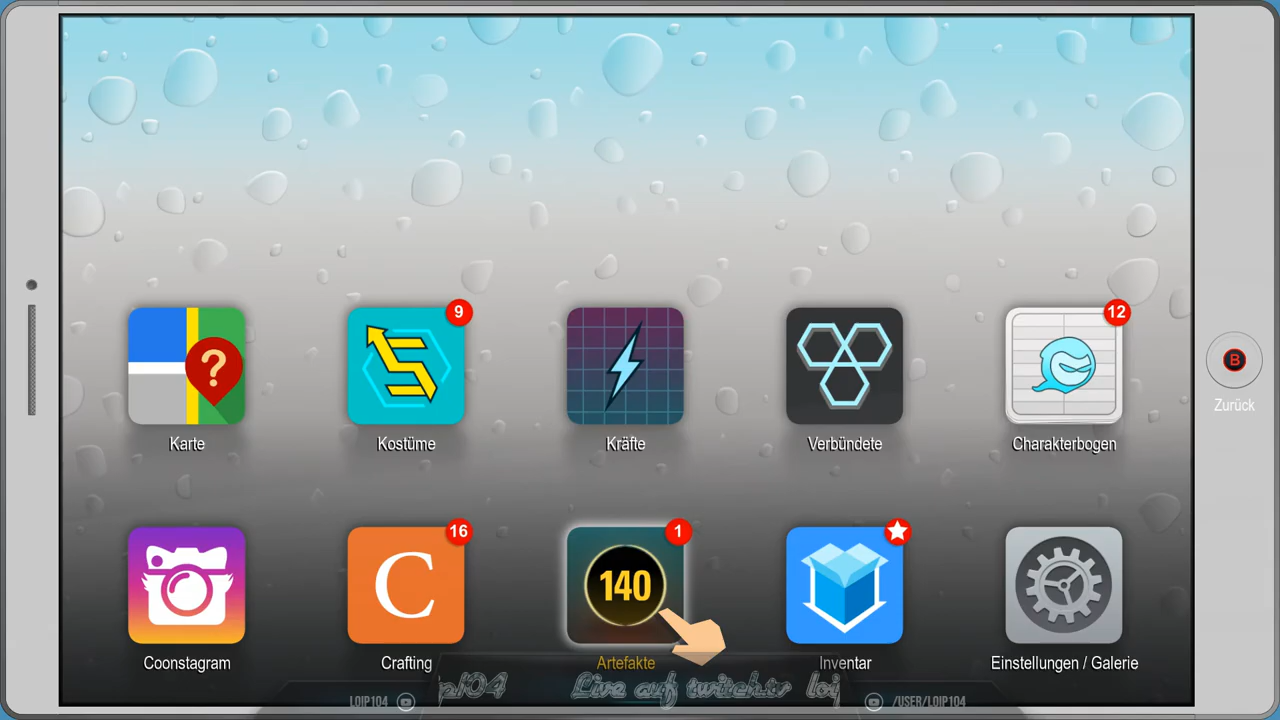 9
12
?
B
Karte
Kostüme
Kräfte
Verbündete
Charakterbogen
Zurück
16
1
C
140
Coonstagram
Crafting
Artefakte
Inventar
Einstellungen / Galerie
Live auf twitch.tv
LOIP104
/USER/LOIP104